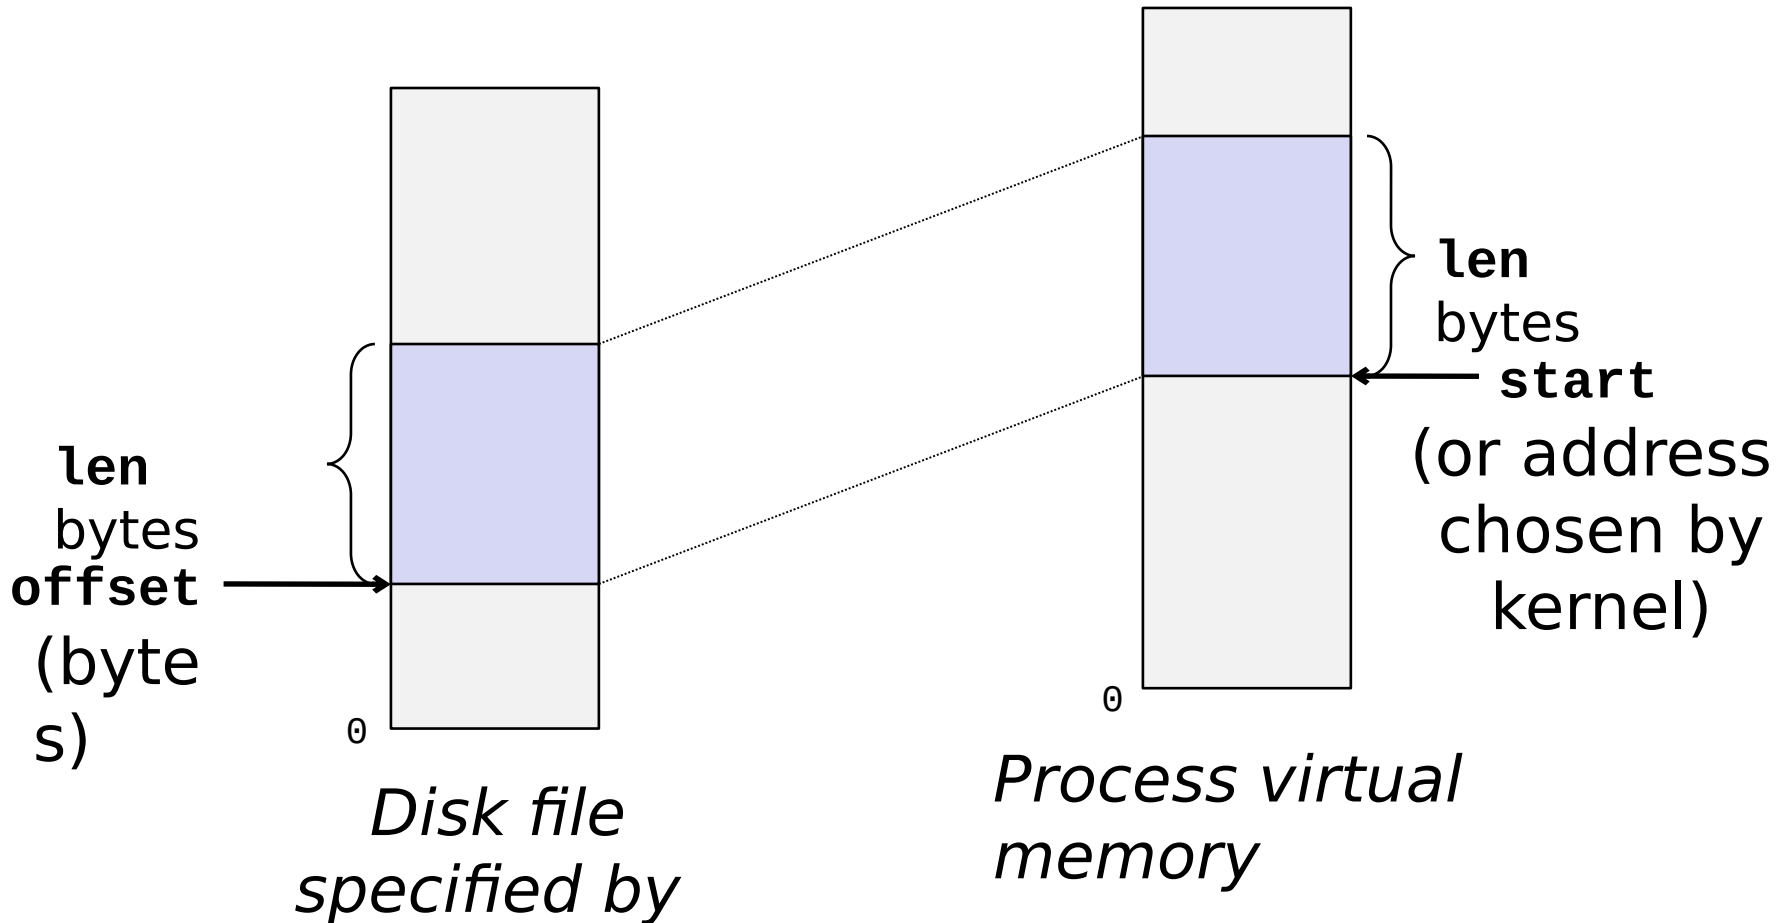 len
bytes
offset
(byte
s)
0
Disk file
specified by
len
bytes
start
(or address
chosen by
kernel)
0
Process virtual
memory